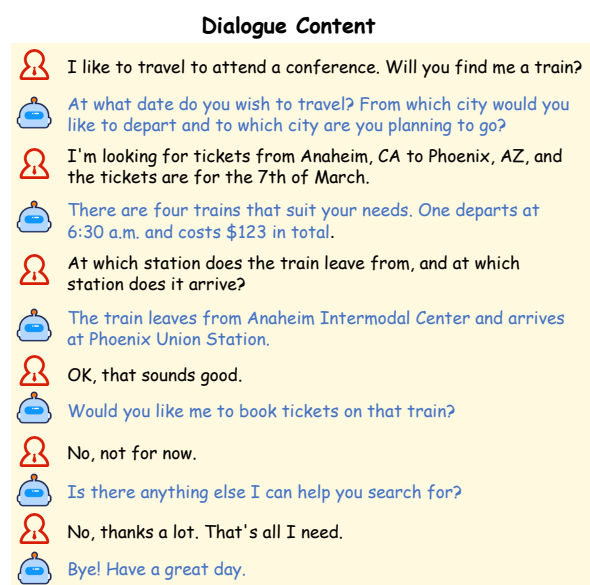 Dialogue Content
I like to travel to attend a conference. Will you find me a train?
At what date do you wish to travel? From which city would you
like to depart and to which city are you planning to go?
I'm looking for tickets from Anaheim, CA to Phoenix, AZ, and
the tickets are for the 7th of March.
There are four trains that suit your needs. One departs at
6:30 a.m. and costs $123 in total.
At which station does the train leave from, and at which
station does it arrive?
The train leaves from Anaheim Intermodal Center and arrives
at Phoenix Union Station.
OK, that sounds good.
Would you like me to book tickets on that train?
No, not for now.
Is there anything else I can help you search for?
No, thanks a lot. That's all I need.
Bye! Have a great day.